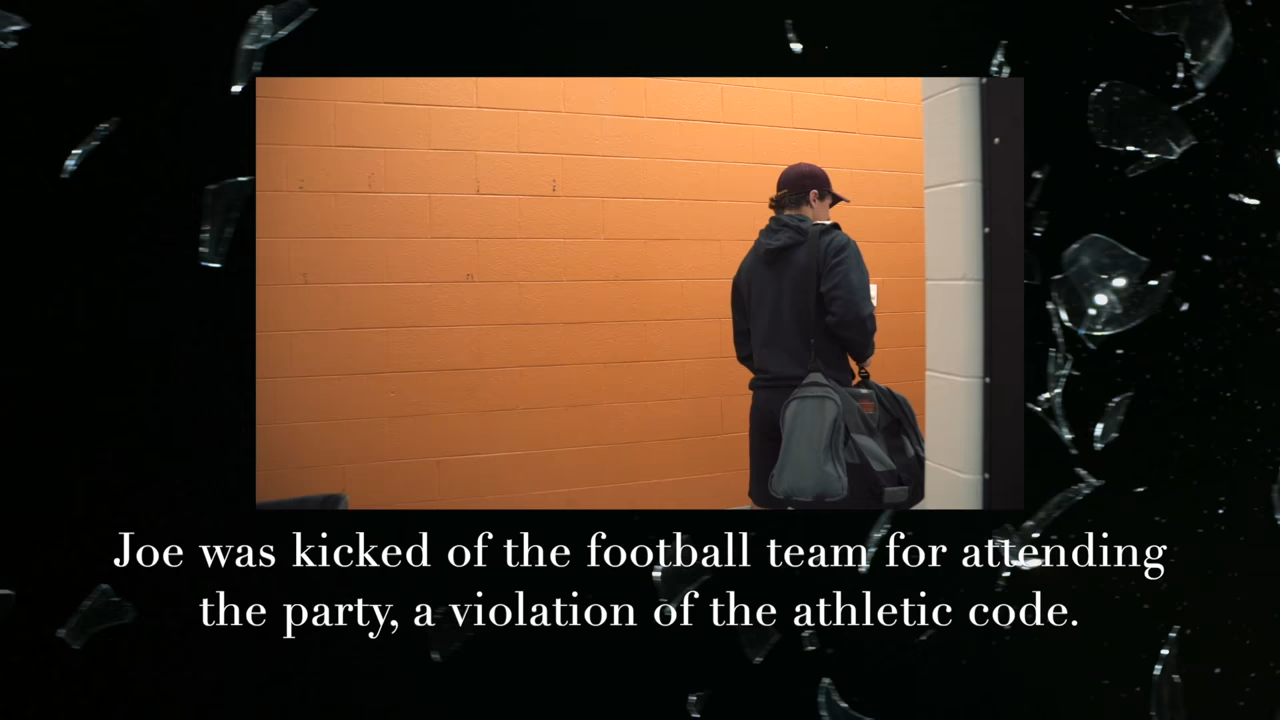 Joe was kicked of the football team for attending
the party, a violation of the athletic code.